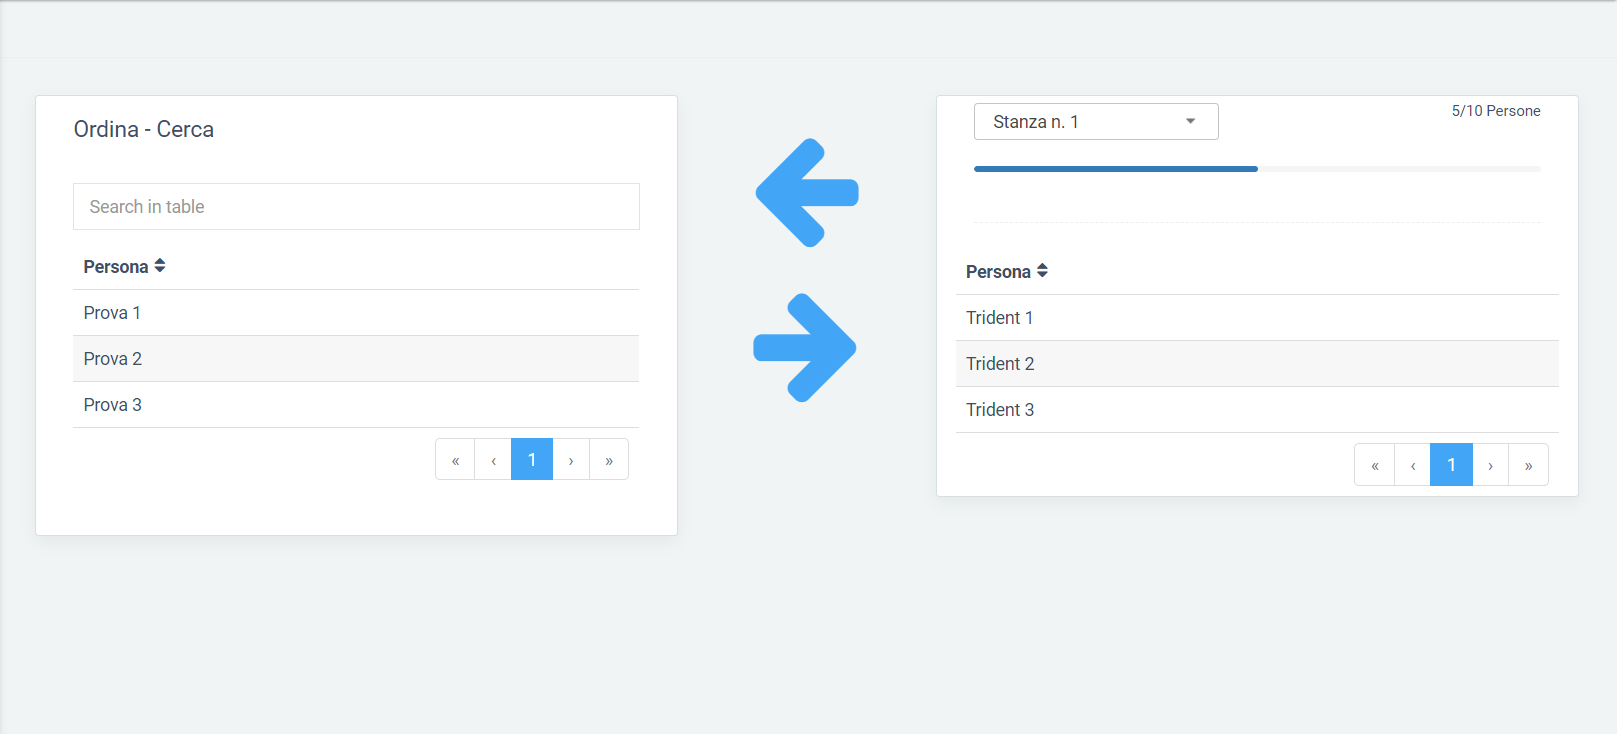 Ordina - Cerca
Search in table
Persona
Prova 1
Prova 2
Prova 3
« ‹ 1 › »
Stanza n. 1
5/10 Persone
Persona
Trident 1
Trident 2
Trident 3
« ‹ 1 › »